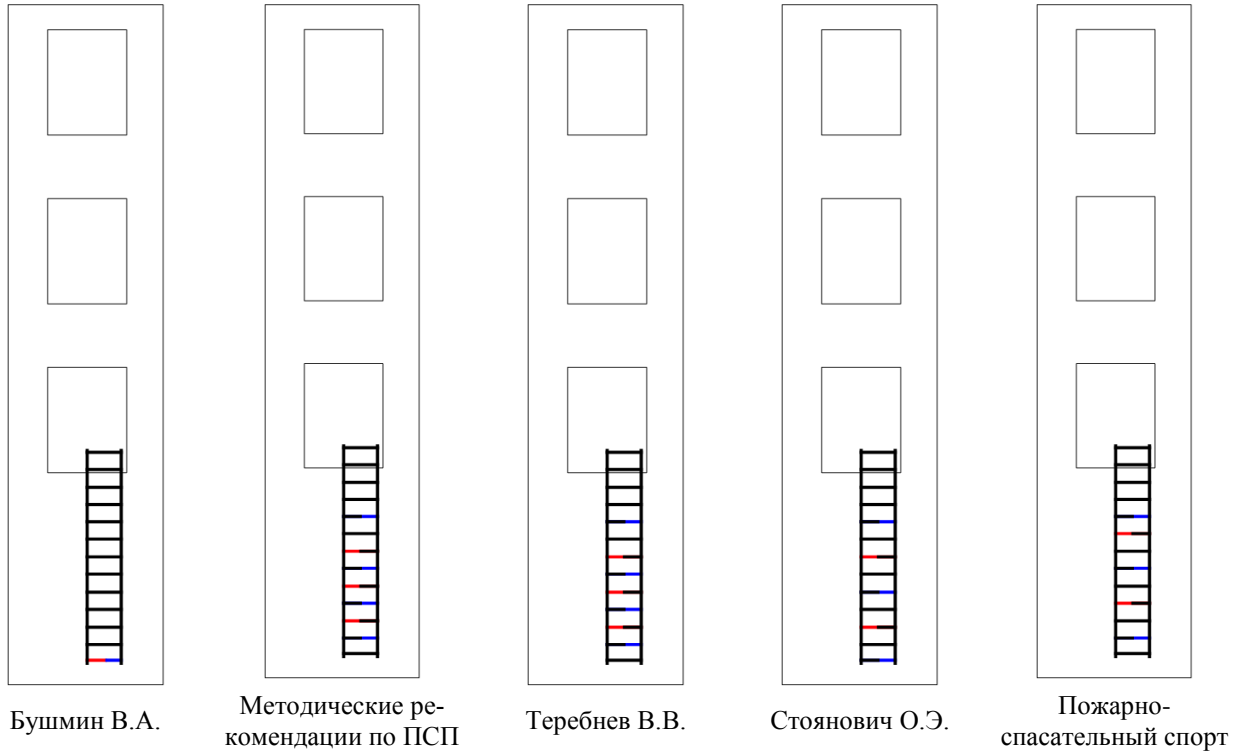 Бушмин В.А.
Методические ре-
комендации по ПСП
Теребнев В.В.
Стоянович О.Э.
Пожарно-
спасательный спорт